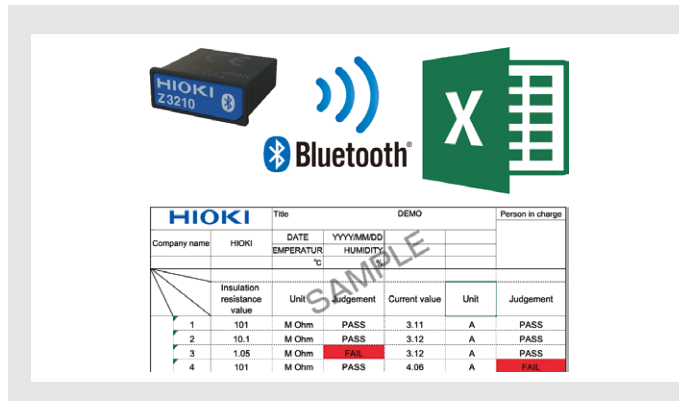 HIOKI
Z3210
Bluetooth®
X
HIOKI Title DEMO Person in charge
Company name HIOKI DATE YYYY/MM/DD
EMPERATUR HUMIDITY
℃ %
Insulation resistance value Unit Judgement Current value Unit Judgement
1 101 M Ohm PASS 3.11 A PASS
2 10.1 M Ohm PASS 3.12 A PASS
3 1.05 M Ohm FAIL 3.12 A PASS
4 101 M Ohm PASS 4.06 A FAIL
SAMPLE